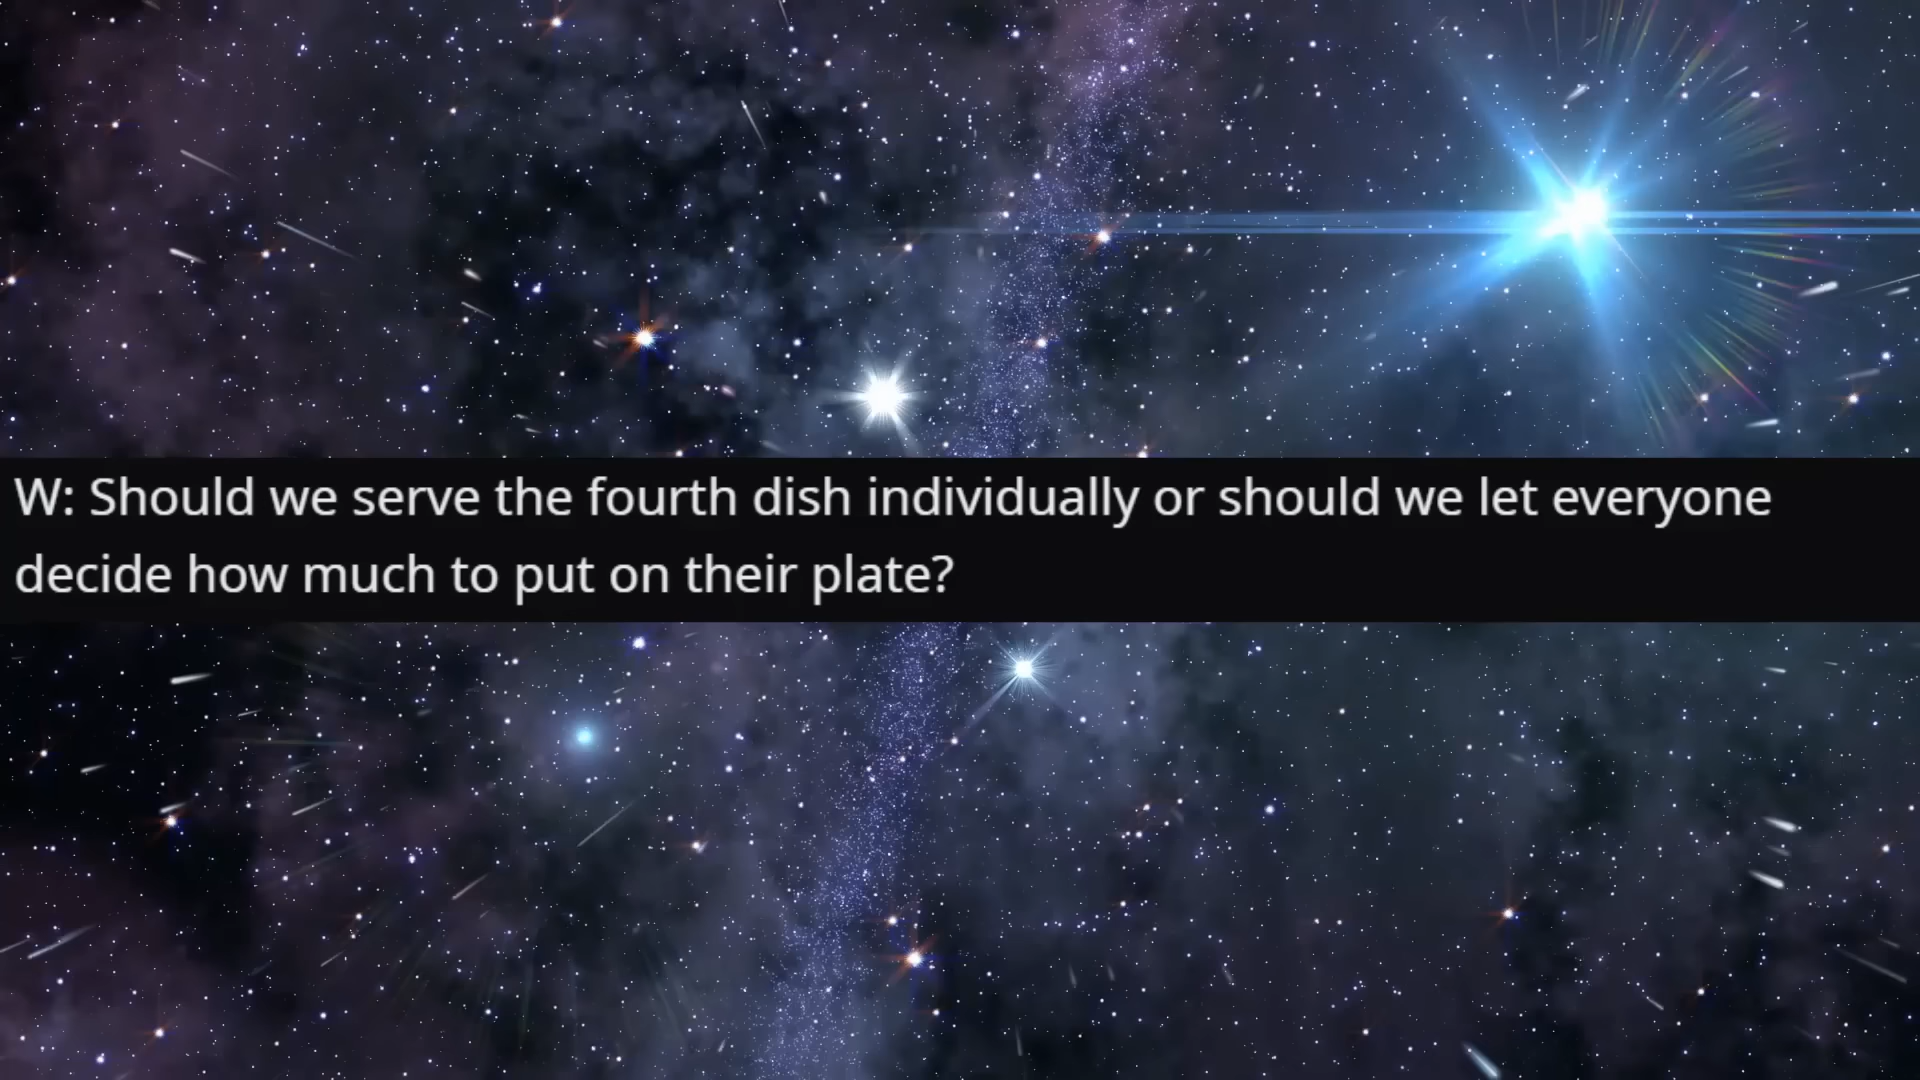 W: Should we serve the fourth dish individually or should we let everyone
decide how much to put on their plate?